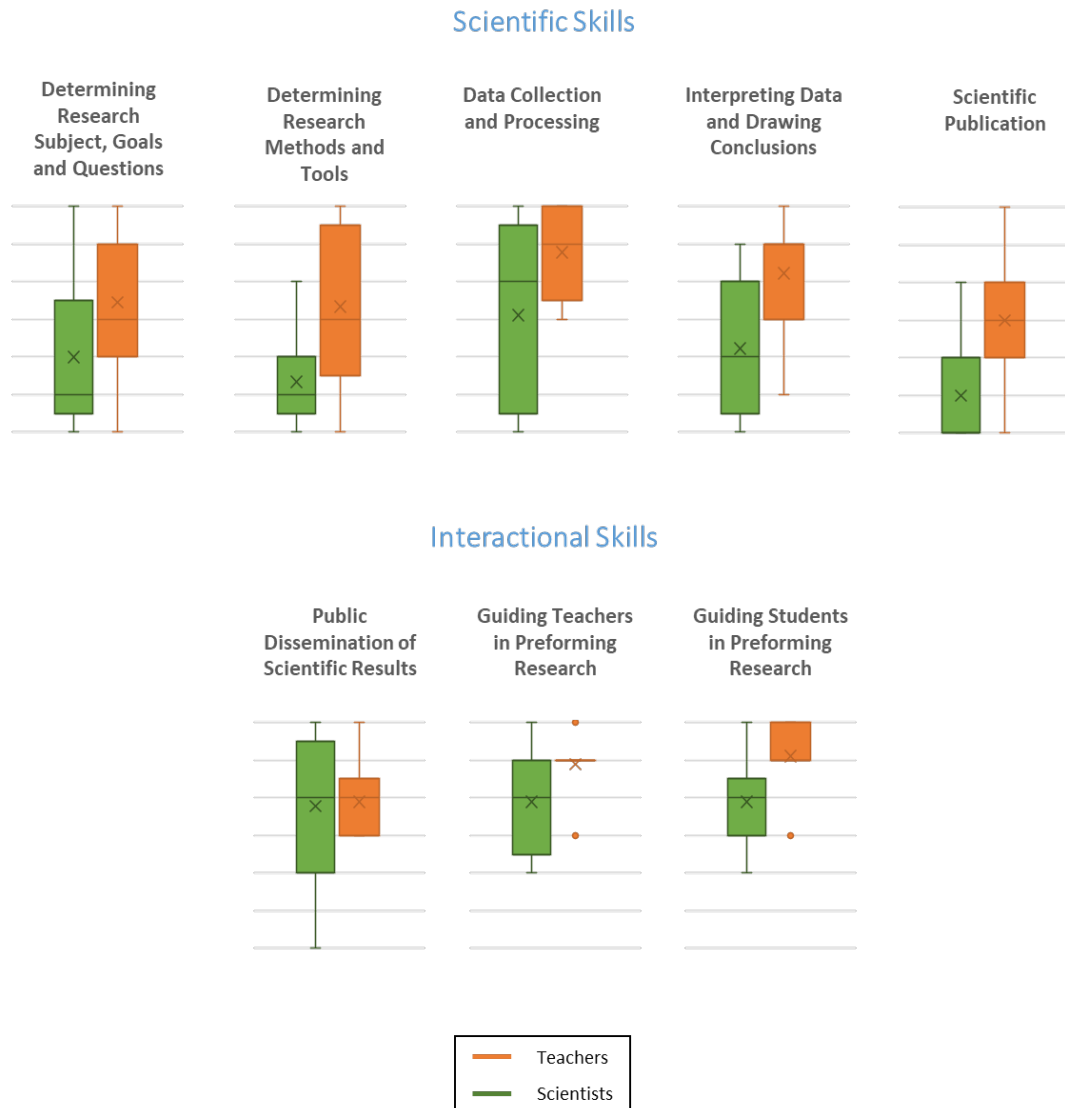 Scientific Skills
Determining
Research
Subject, Goals
and Questions
Determining
Research
Methods and
Tools
Data Collection
and Processing
Interpreting Data
and Drawing
Conclusions
Scientific
Publication
Interactional Skills
Public
Dissemination of
Scientific Results
Guiding Teachers
in Preforming
Research
Guiding Students
in Preforming
Research
Teachers
Scientists